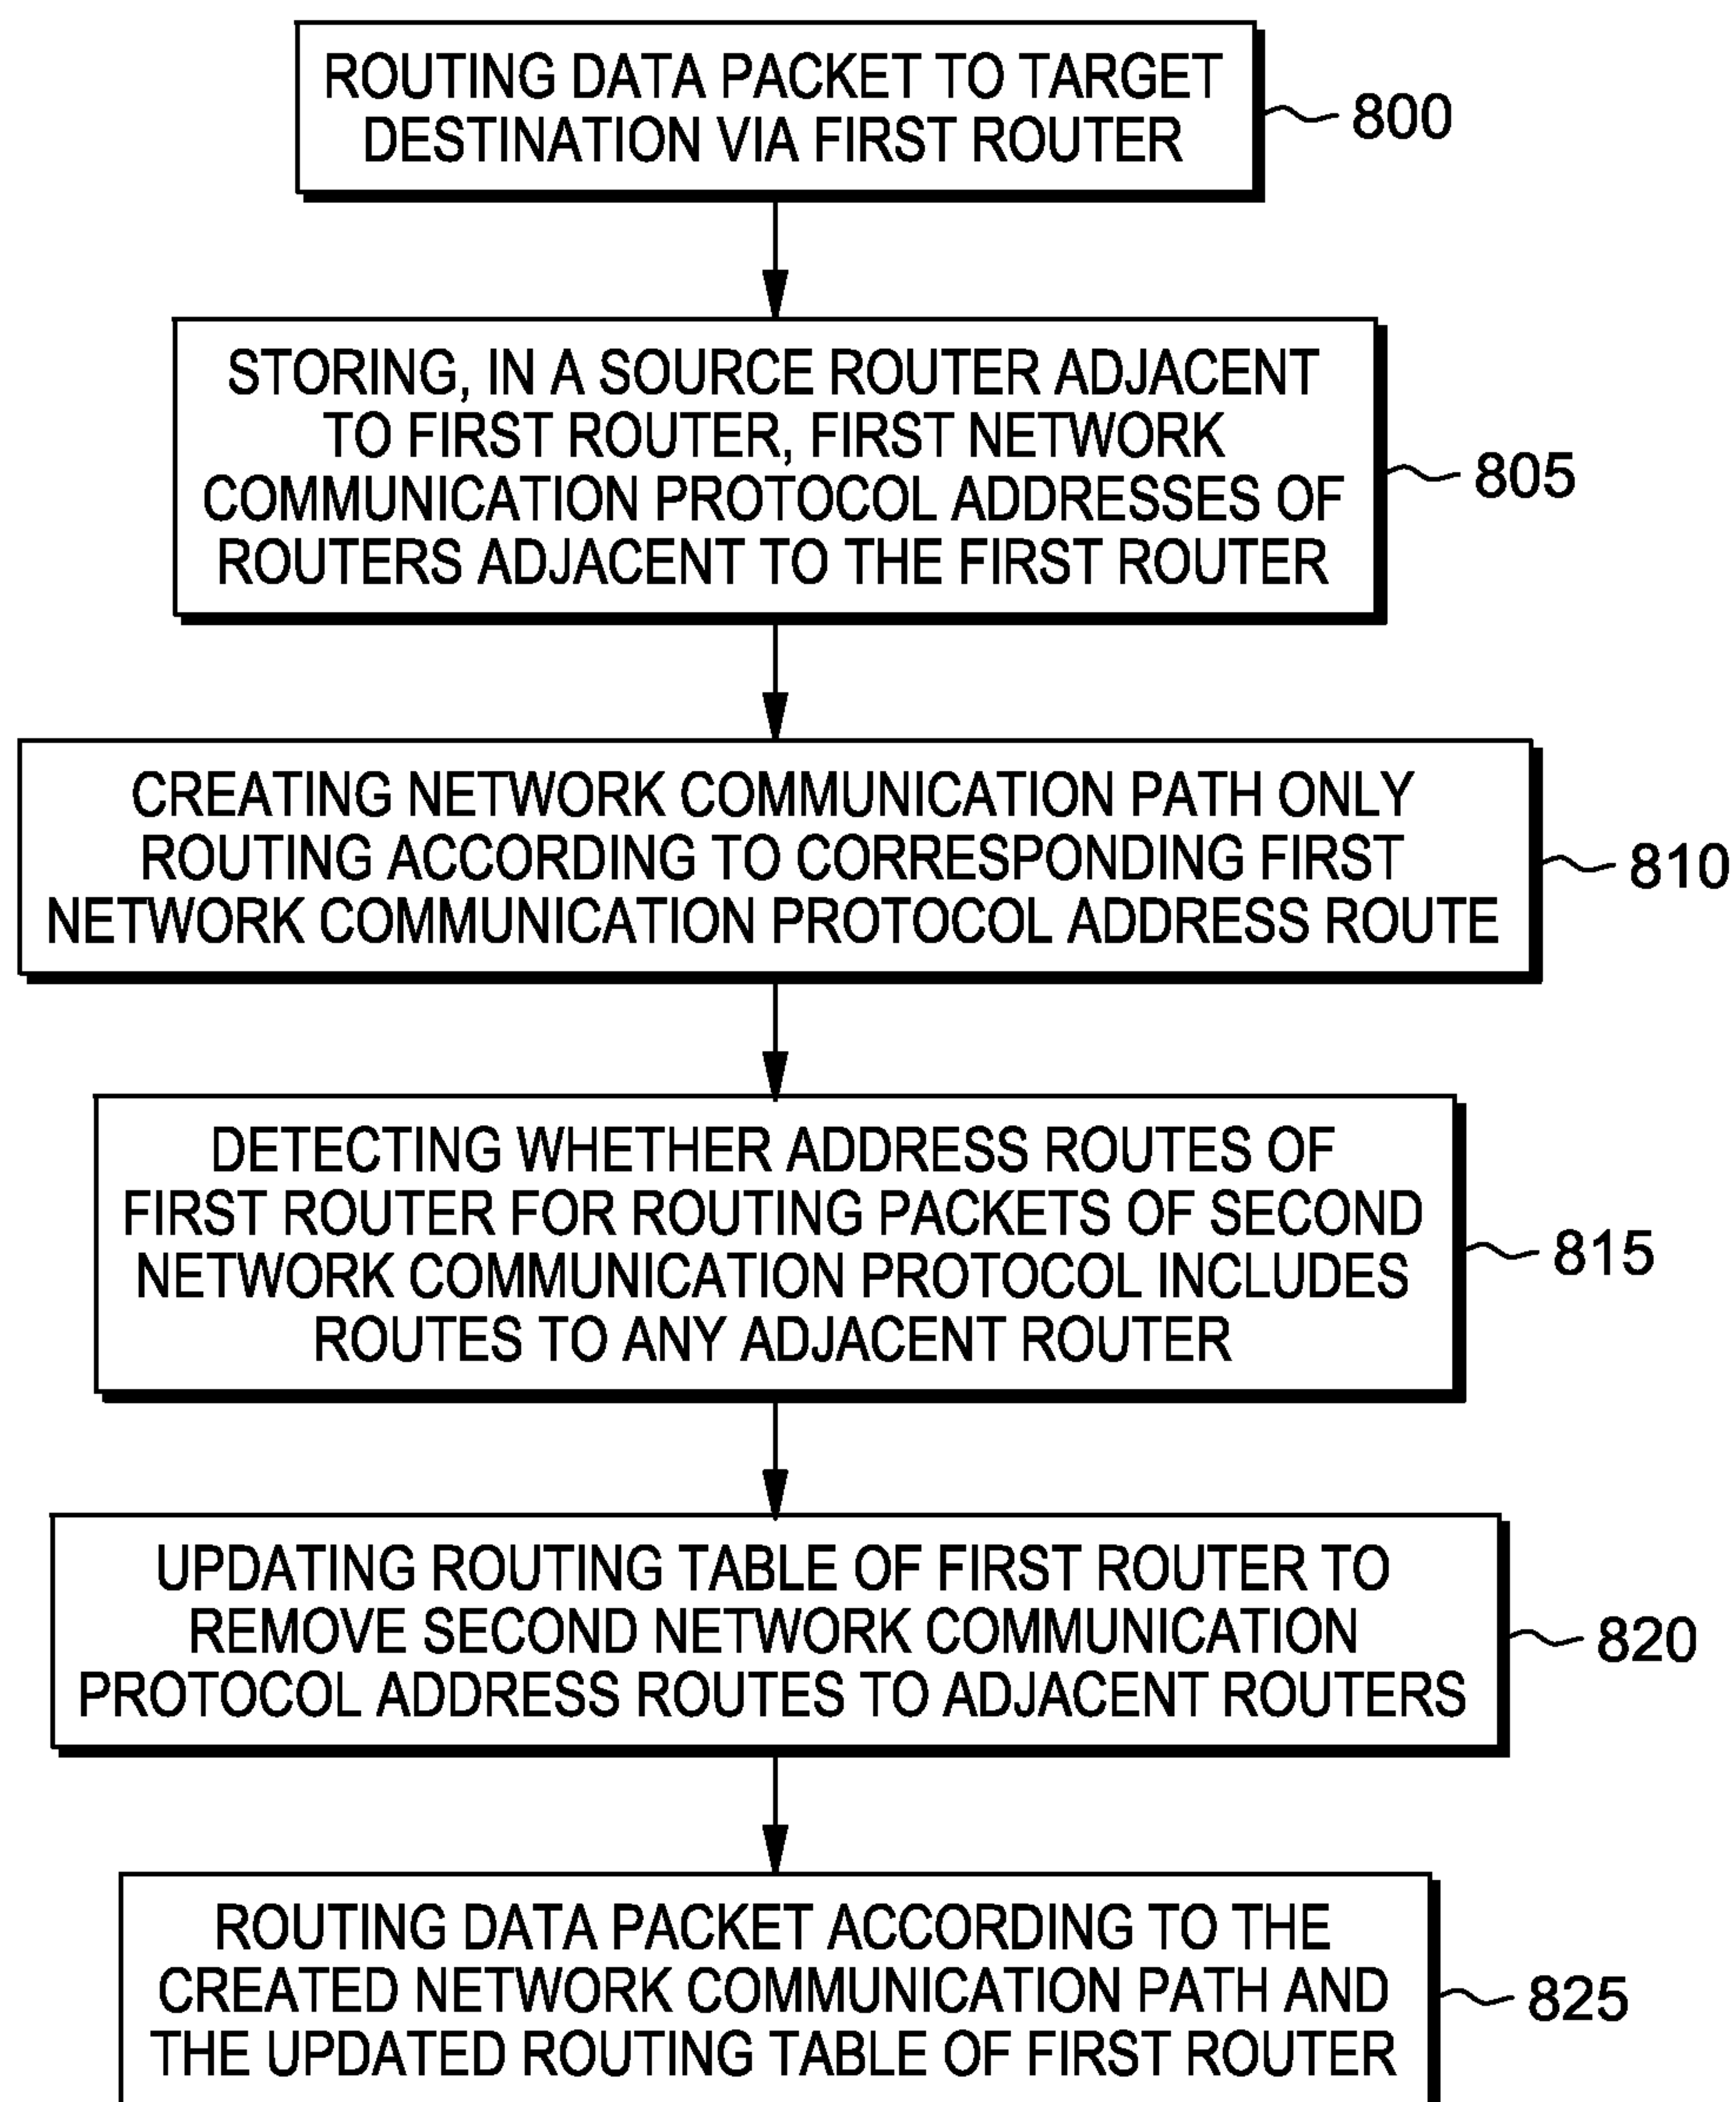 ROUTING DATA PACKET TO TARGET
DESTINATION VIA FIRST ROUTER
800
STORING, IN A SOURCE ROUTER ADJACENT
TO FIRST ROUTER, FIRST NETWORK
COMMUNICATION PROTOCOL ADDRESSES OF
ROUTERS ADJACENT TO THE FIRST ROUTER
805
CREATING NETWORK COMMUNICATION PATH ONLY
ROUTING ACCORDING TO CORRESPONDING FIRST
NETWORK COMMUNICATION PROTOCOL ADDRESS ROUTE
810
DETECTING WHETHER ADDRESS ROUTES OF
FIRST ROUTER FOR ROUTING PACKETS OF SECOND
NETWORK COMMUNICATION PROTOCOL INCLUDES
ROUTES TO ANY ADJACENT ROUTER
815
UPDATING ROUTING TABLE OF FIRST ROUTER TO
REMOVE SECOND NETWORK COMMUNICATION
PROTOCOL ADDRESS ROUTES TO ADJACENT ROUTERS
820
ROUTING DATA PACKET ACCORDING TO THE
CREATED NETWORK COMMUNICATION PATH AND
THE UPDATED ROUTING TABLE OF FIRST ROUTER
825